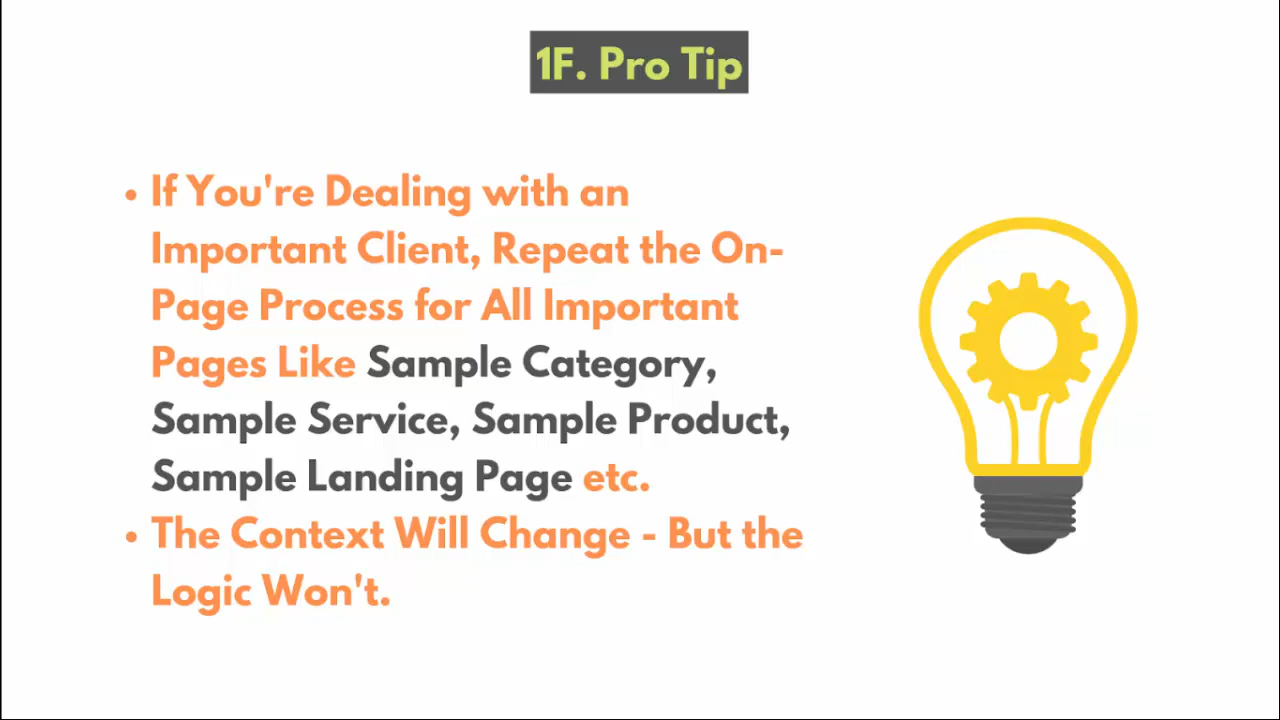 1F. Pro Tip
• If You're Dealing with an
Important Client, Repeat the On-
Page Process for All Important
Pages Like Sample Category,
Sample Service, Sample Product,
Sample Landing Page etc.
• The Context Will Change - But the
Logic Won't.